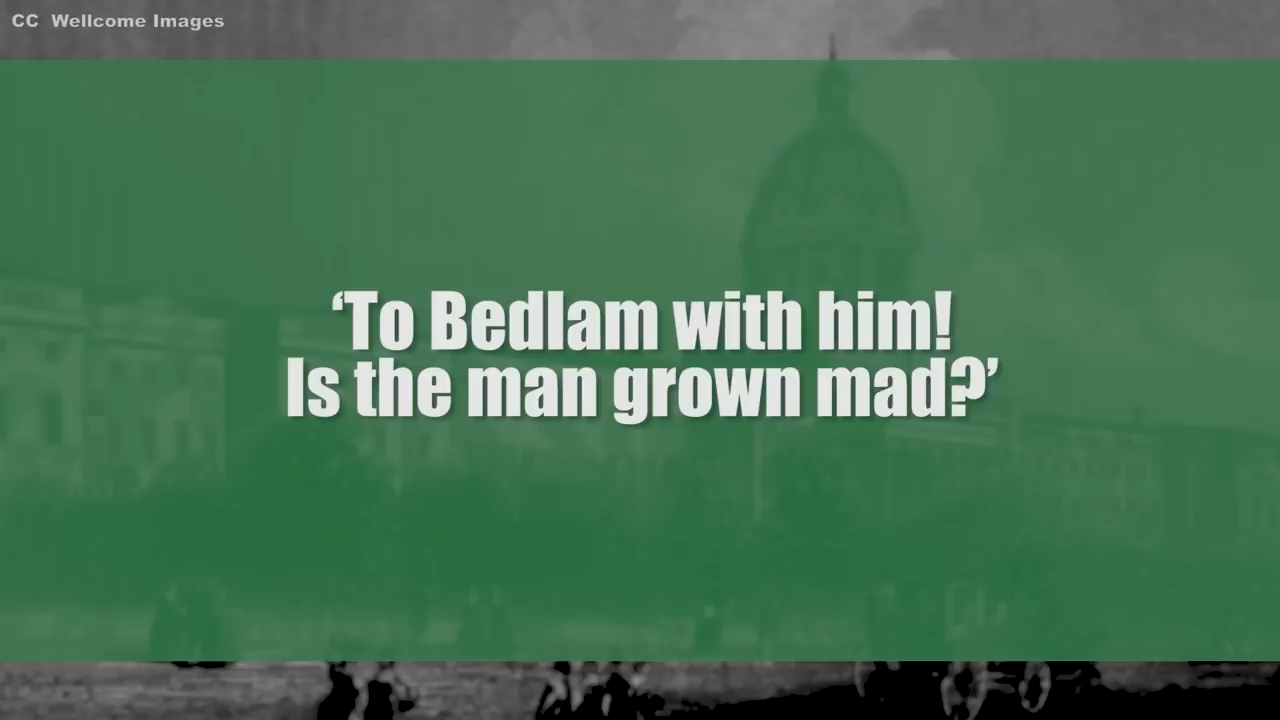 CC Wellcome Images
‘To Bedlam with him!
Is the man grown mad?’